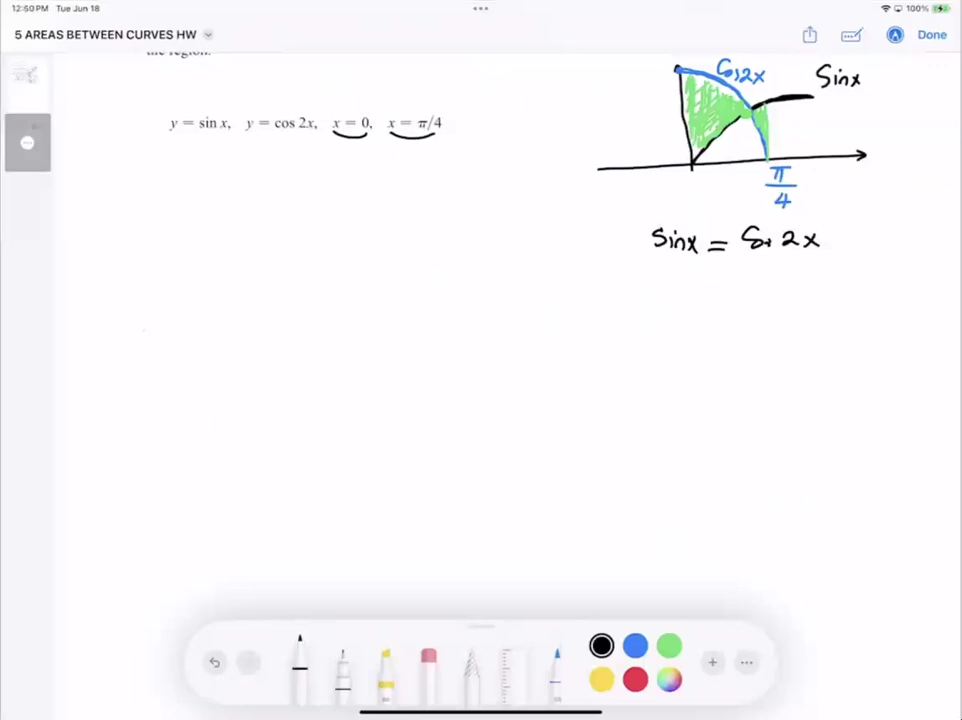 12:50 PM Tue Jun 18
100%
5 AREAS BETWEEN CURVES HW
Done
the region.
y = sin x, y = cos 2x, x = 0, x = π/4
Cos2x
Sinx
π/4
Sinx = Cos 2x